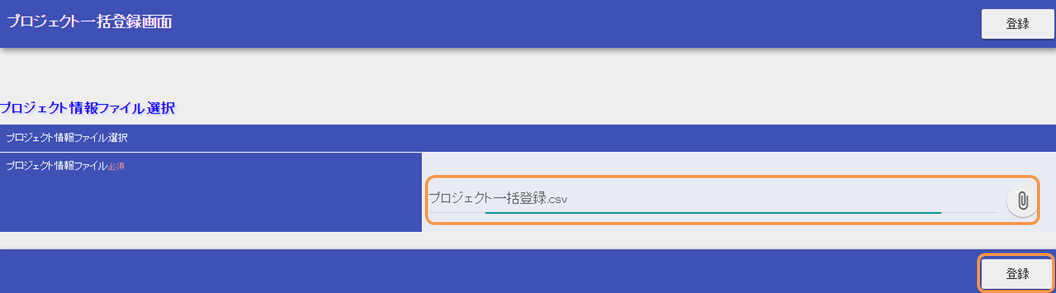 プロジェクト一括登録画面
登録
プロジェクト情報ファイル選択
プロジェクト情報ファイル選択
プロジェクト情報ファイル必須
プロジェクト一括登録.csv
登録